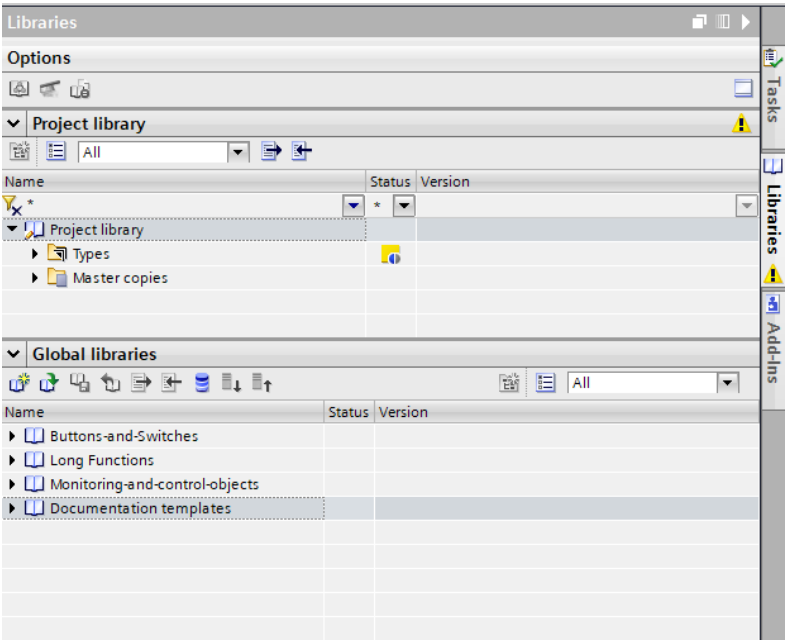 Libraries
Options
Project library
All
Name Status Version
* *
Project library
Types
Master copies
Global libraries
All
Name Status Version
Buttons-and-Switches
Long Functions
Monitoring-and-control-objects
Documentation templates
Tasks
Libraries
Add-Ins